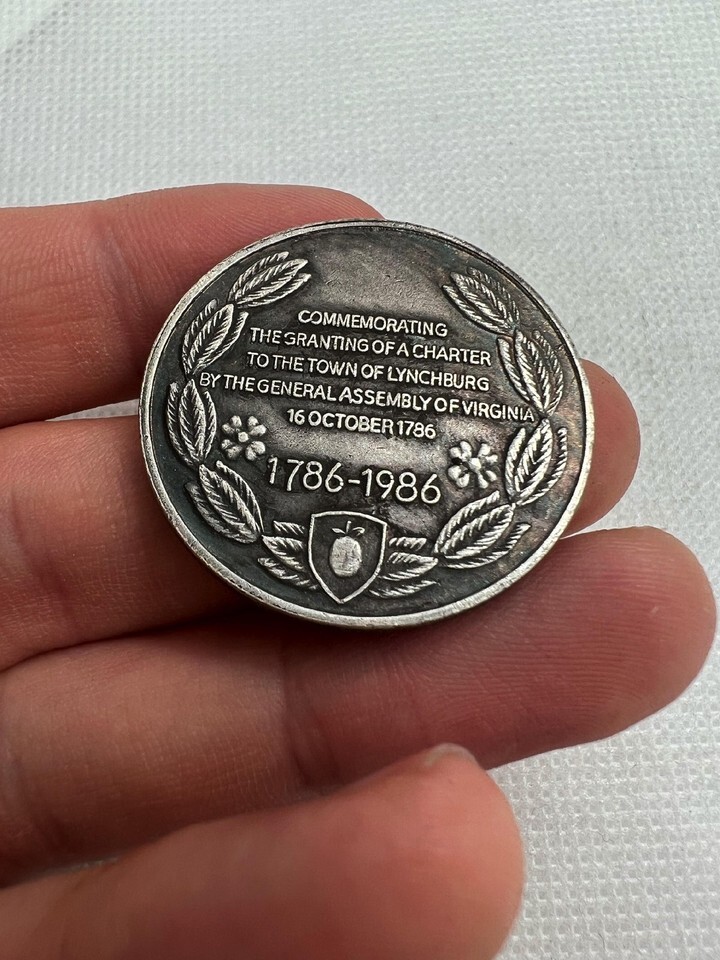 COMMEMORATING
THE GRANTING OF A CHARTER
TO THE TOWN OF LYNCHBURG
BY THE GENERAL ASSEMBLY OF VIRGINIA
16 OCTOBER 1786
1786-1986